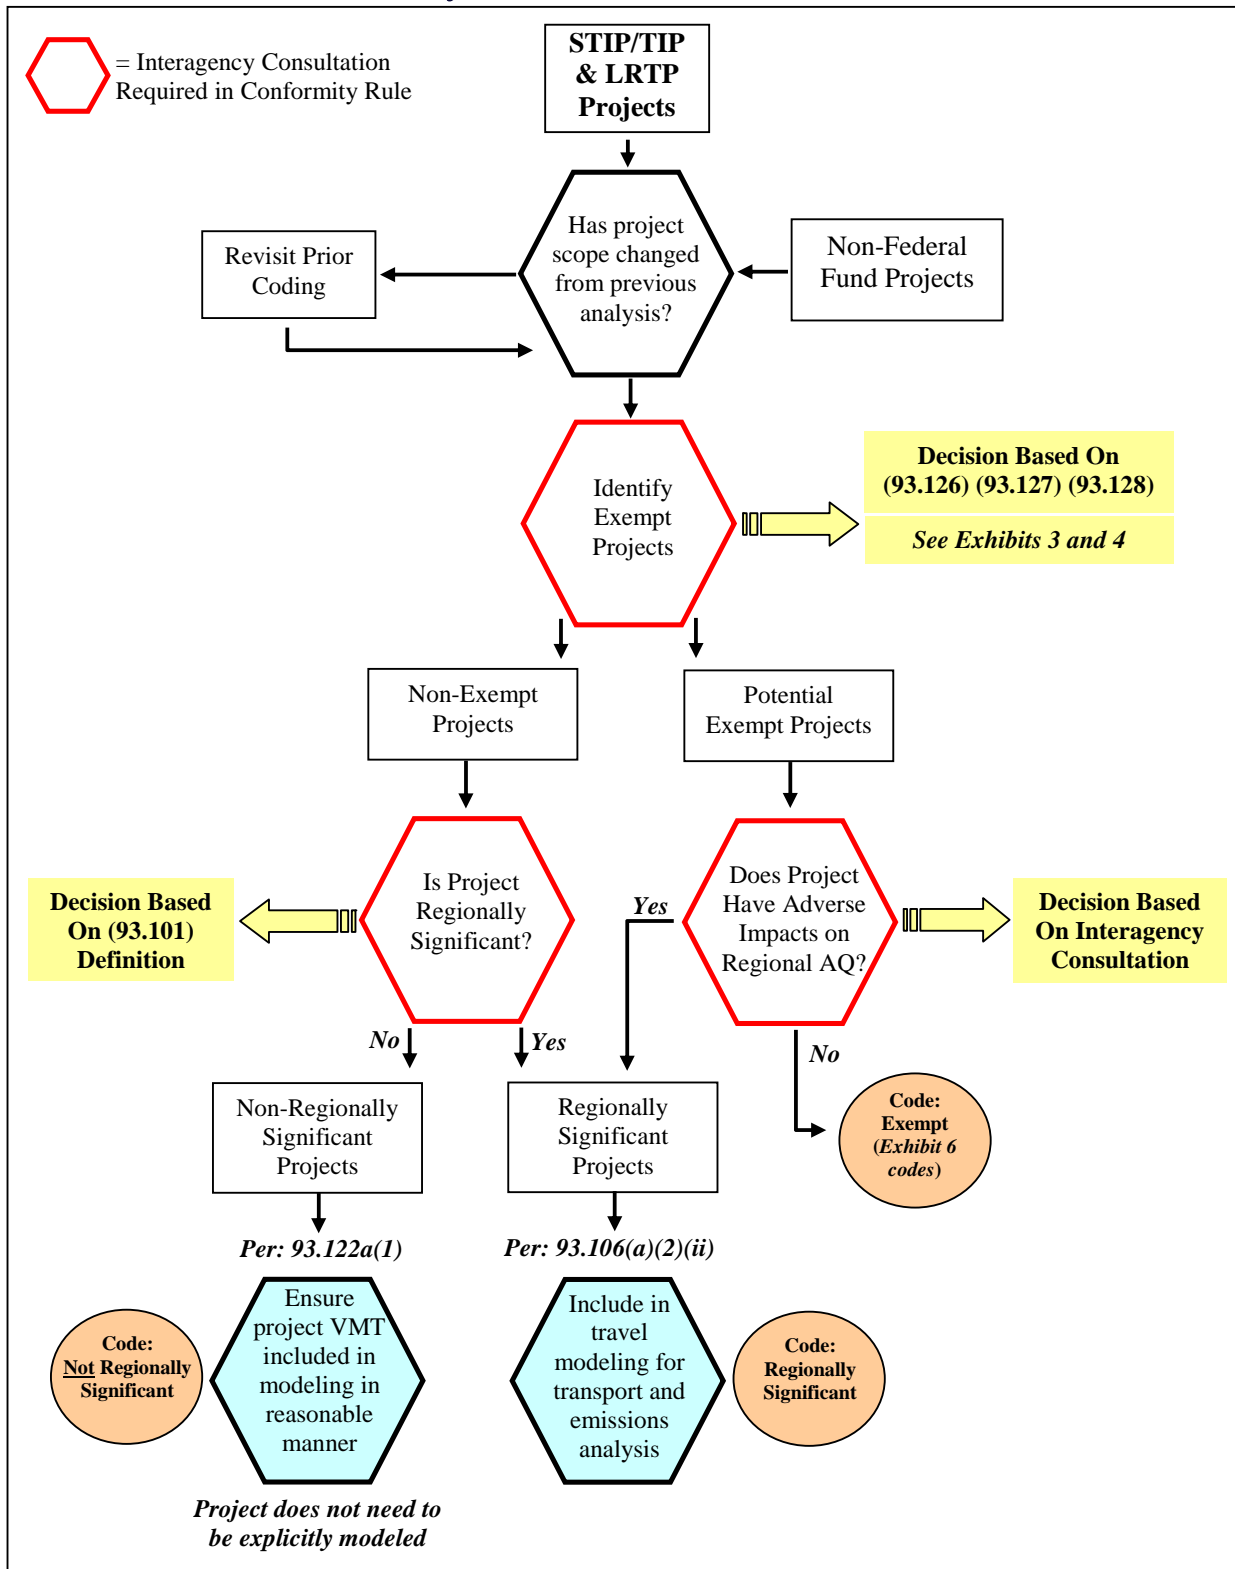 = Interagency Consultation
Required in Conformity Rule
STIP/TIP
& LRTP
Projects
Has project
scope changed
from previous
analysis?
Revisit Prior
Coding
Non-Federal
Fund Projects
Identify
Exempt
Projects
Decision Based On
(93.126) (93.127) (93.128)
See Exhibits 3 and 4
Non-Exempt
Projects
Potential
Exempt Projects
Is Project
Regionally
Significant?
Decision Based
On (93.101)
Definition
Yes
Does Project
Have Adverse
Impacts on
Regional AQ?
Decision Based
On Interagency
Consultation
No
Yes
No
Non-Regionally
Significant
Projects
Regionally
Significant
Projects
Code:
Exempt
(Exhibit 6
codes)
Per: 93.122a(1)
Per: 93.106(a)(2)(ii)
Code:
Not Regionally
Significant
Ensure
project VMT
included in
modeling in
reasonable
manner
Include in
travel
modeling for
transport and
emissions
analysis
Code:
Regionally
Significant
Project does not need to
be explicitly modeled